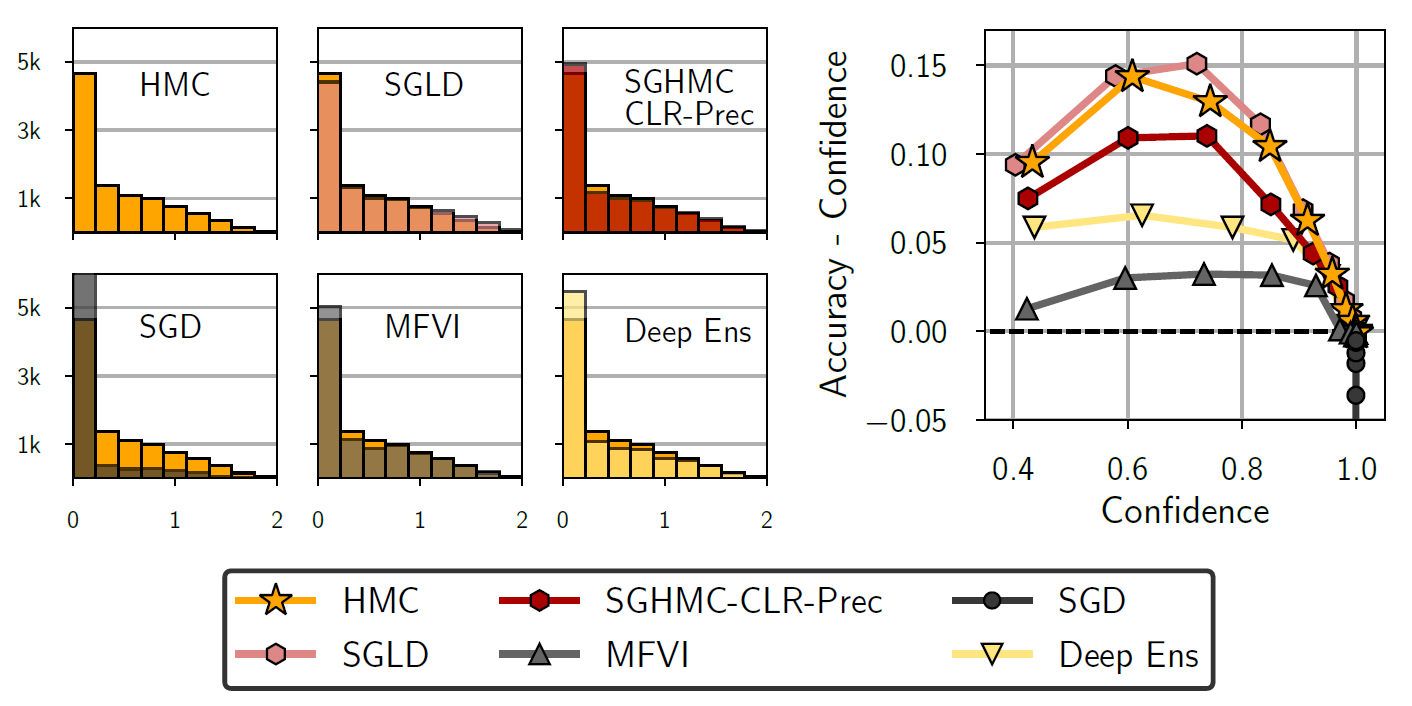 5k
3k
1k
HMC
SGLD
SGHMC
CLR-Prec
5k
3k
1k
SGD
MFVI
Deep Ens
0
1
2
0
1
2
0
1
2
Accuracy - Confidence
0.15
0.10
0.05
0.00
−0.05
0.4
0.6
0.8
1.0
Confidence
HMC
SGHMC-CLR-Prec
SGD
SGLD
MFVI
Deep Ens